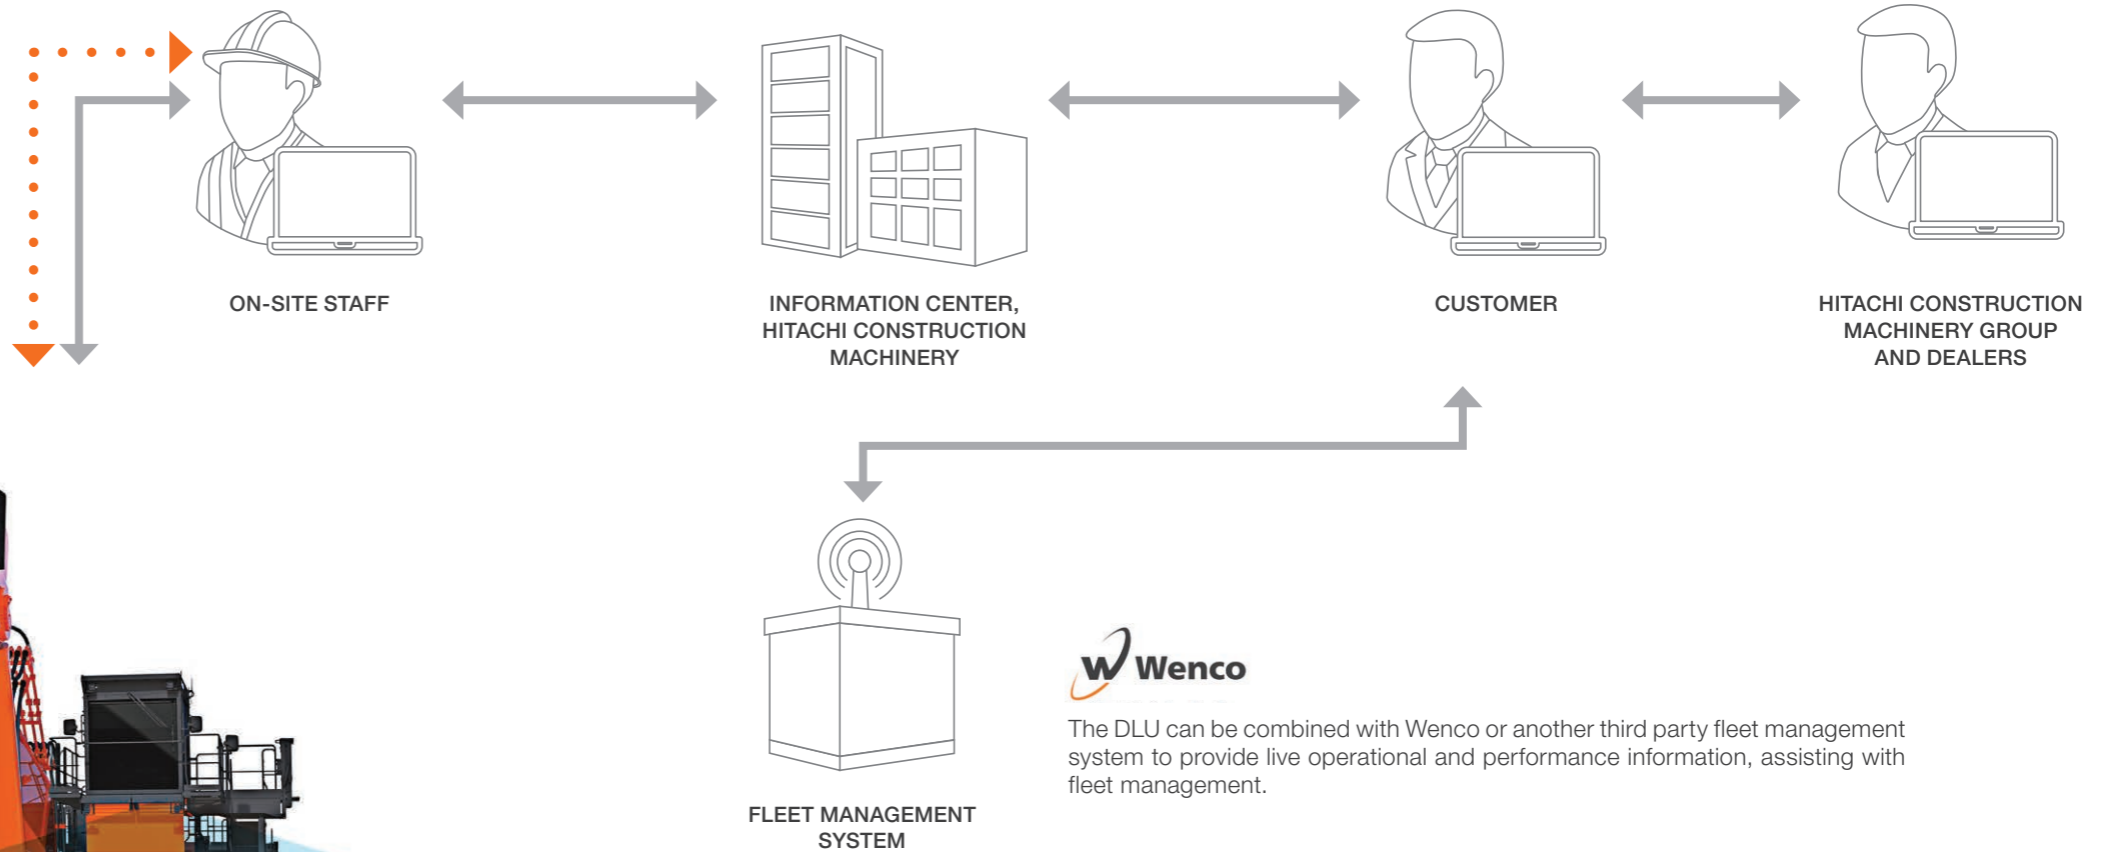 ON-SITE STAFF
INFORMATION CENTER,
HITACHI CONSTRUCTION
MACHINERY
CUSTOMER
HITACHI CONSTRUCTION
MACHINERY GROUP
AND DEALERS
FLEET MANAGEMENT
SYSTEM
W Wenco
The DLU can be combined with Wenco or another third party fleet management
system to provide live operational and performance information, assisting with
fleet management.